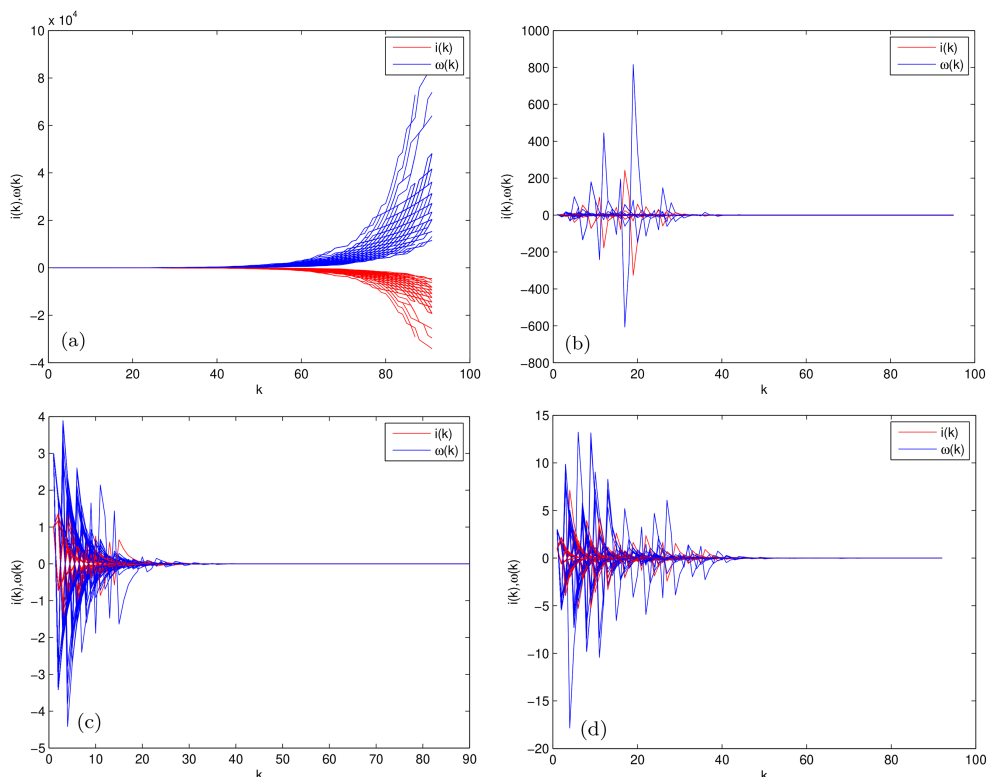 x 10⁴
10
8
6
4
2
0
−2
−4
0 20 40 60 80 100
k
i(k),ω(k)
i(k)
ω(k)
(a)
1000
800
600
400
200
0
−200
−400
−600
−800
0 20 40 60 80 100
k
i(k),ω(k)
i(k)
ω(k)
(b)
4
3
2
1
0
−1
−2
−3
−4
−5
0 10 20 30 40 50 60 70 80 90
k
i(k),ω(k)
i(k)
ω(k)
(c)
15
10
5
0
−5
−10
−15
−20
0 20 40 60 80 100
k
i(k),ω(k)
i(k)
ω(k)
(d)